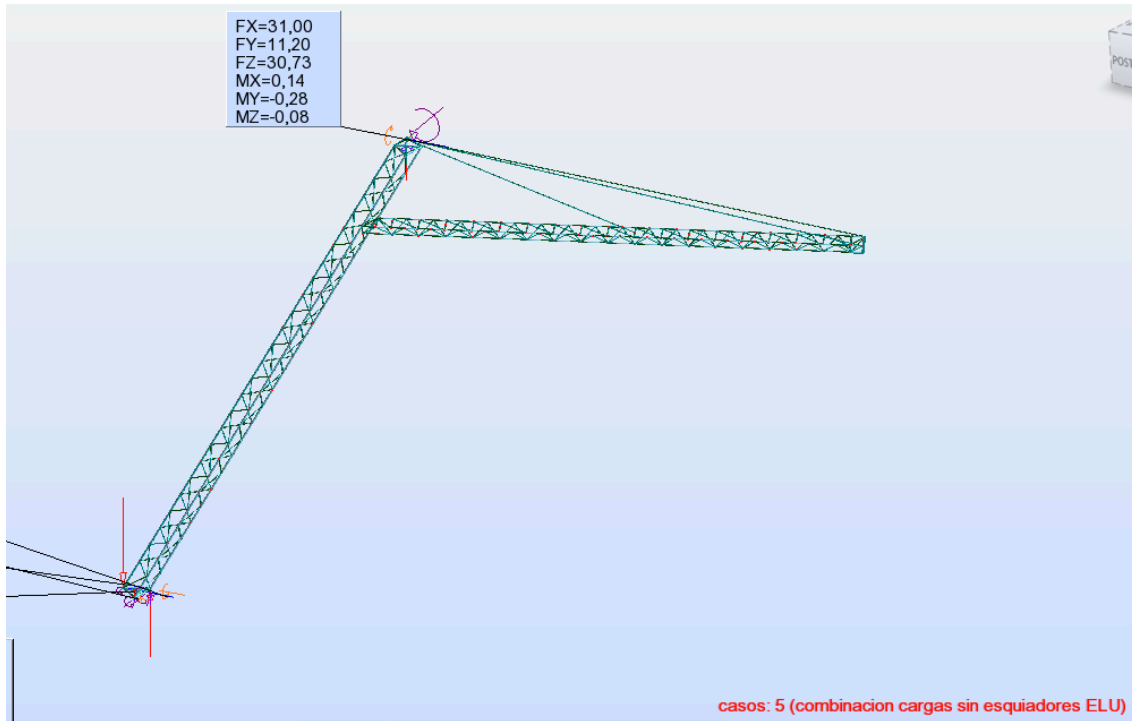 FX=31,00
FY=11,20
FZ=30,73
MX=0,14
MY=-0,28
MZ=-0,08
POST
casos: 5 (combinacion cargas sin esquiadores ELU)